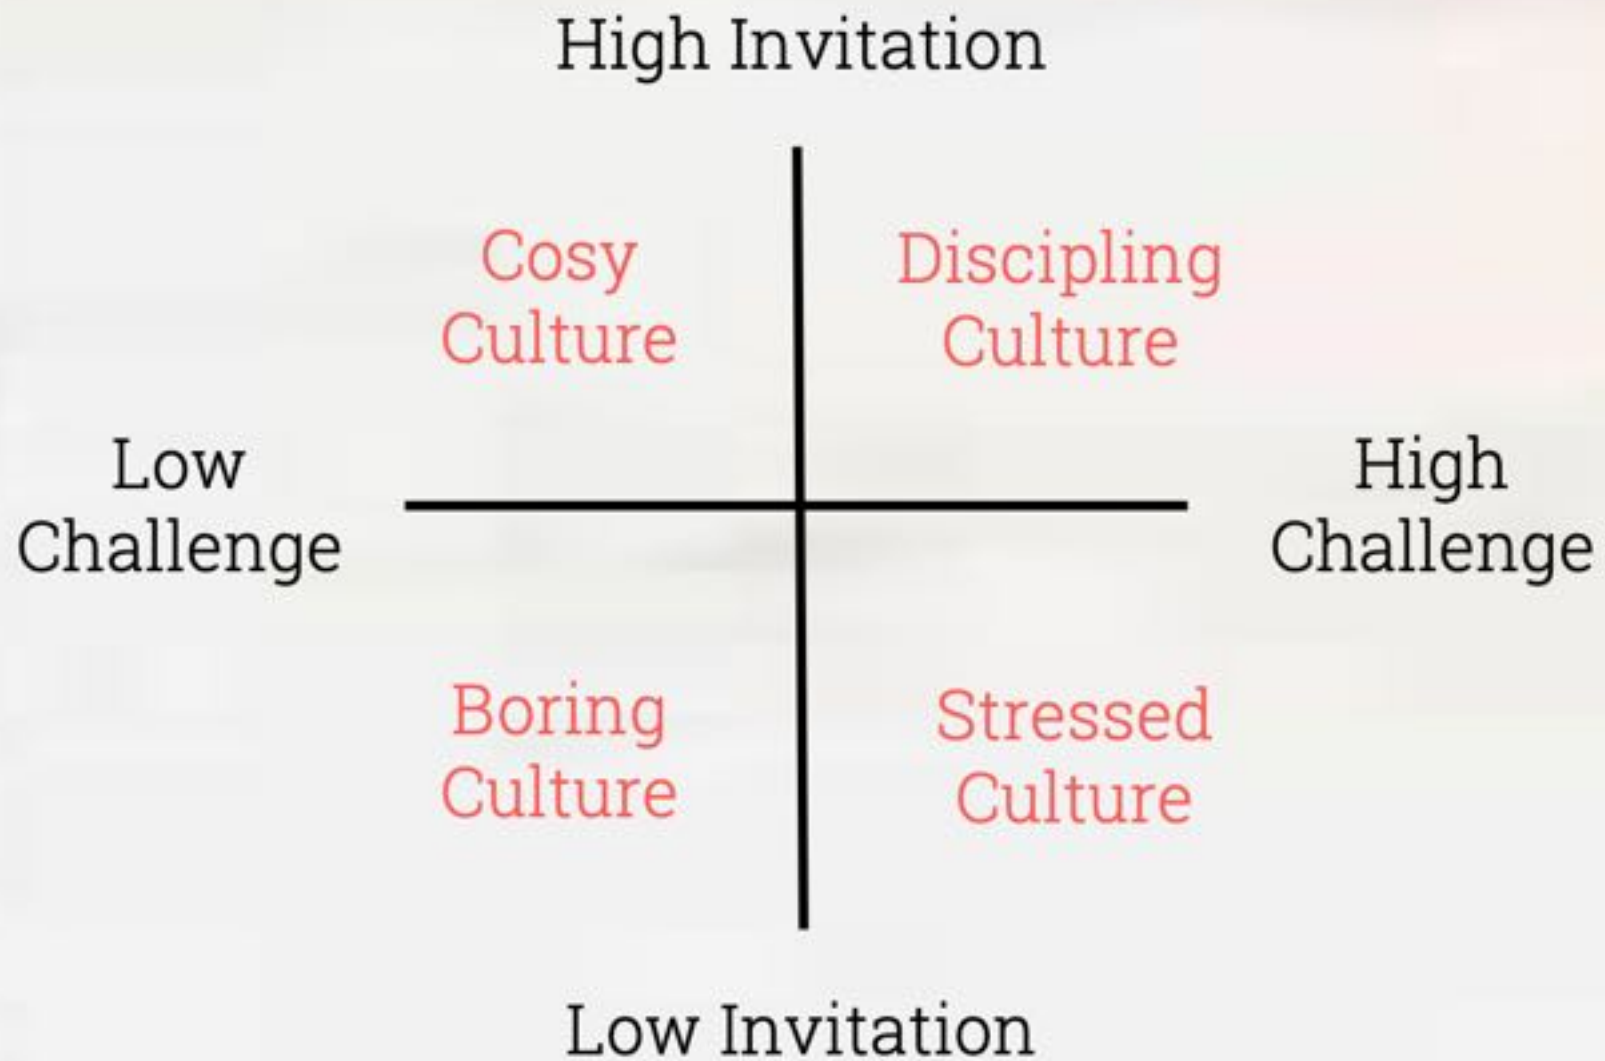 High Invitation
Cosy
Culture
Discipling
Culture
Low
Challenge
High
Challenge
Boring
Culture
Stressed
Culture
Low Invitation